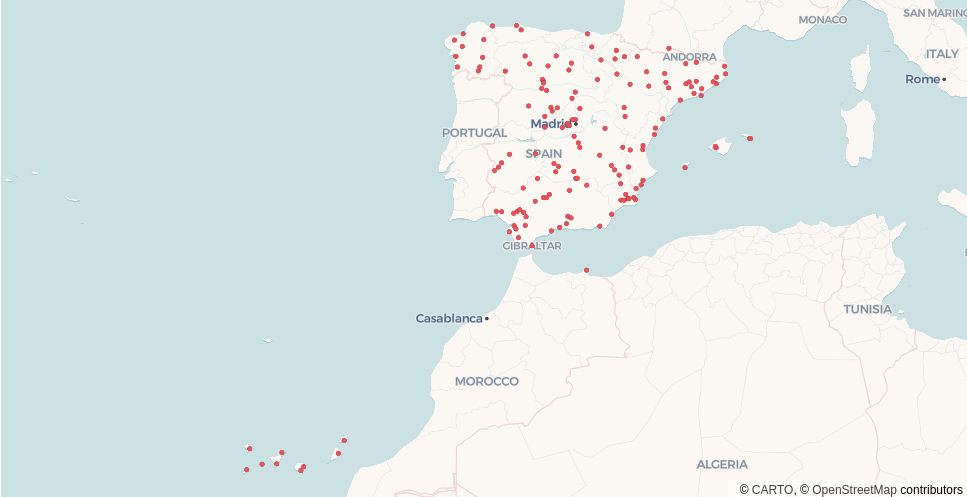 MONACO
SAN MARINO
ANDORRA
ITALY
Rome
Madrid
PORTUGAL
SPAIN
GIBRALTAR
TUNISIA
Casablanca
MOROCCO
ALGERIA
© CARTO, © OpenStreetMap contributors